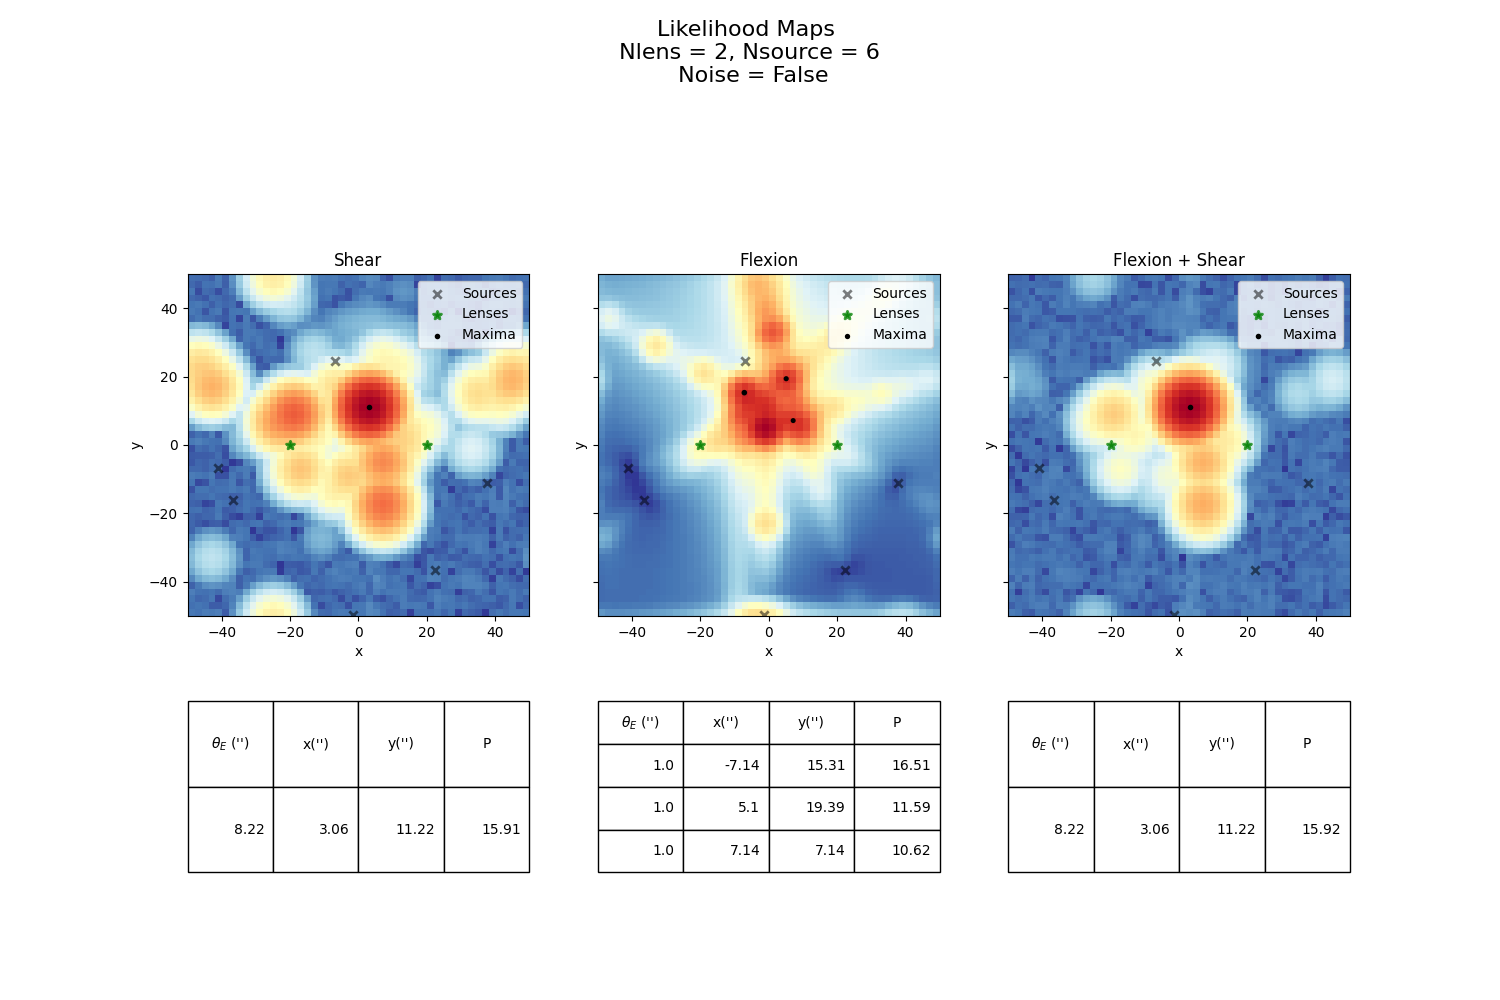 Likelihood Maps
Nlens = 2, Nsource = 6
Noise = False
Shear
Flexion
Flexion + Shear
Sources
Lenses
Maxima
Sources
Lenses
Maxima
Sources
Lenses
Maxima
y
40
20
0
−20
−40
y
y
−40 −20 0 20 40
−40 −20 0 20 40
−40 −20 0 20 40
x
x
x
θE ('') x('') y('') P
8.22 3.06 11.22 15.91
θE ('') x('') y('') P
1.0 -7.14 15.31 16.51
1.0 5.1 19.39 11.59
1.0 7.14 7.14 10.62
θE ('') x('') y('') P
8.22 3.06 11.22 15.92